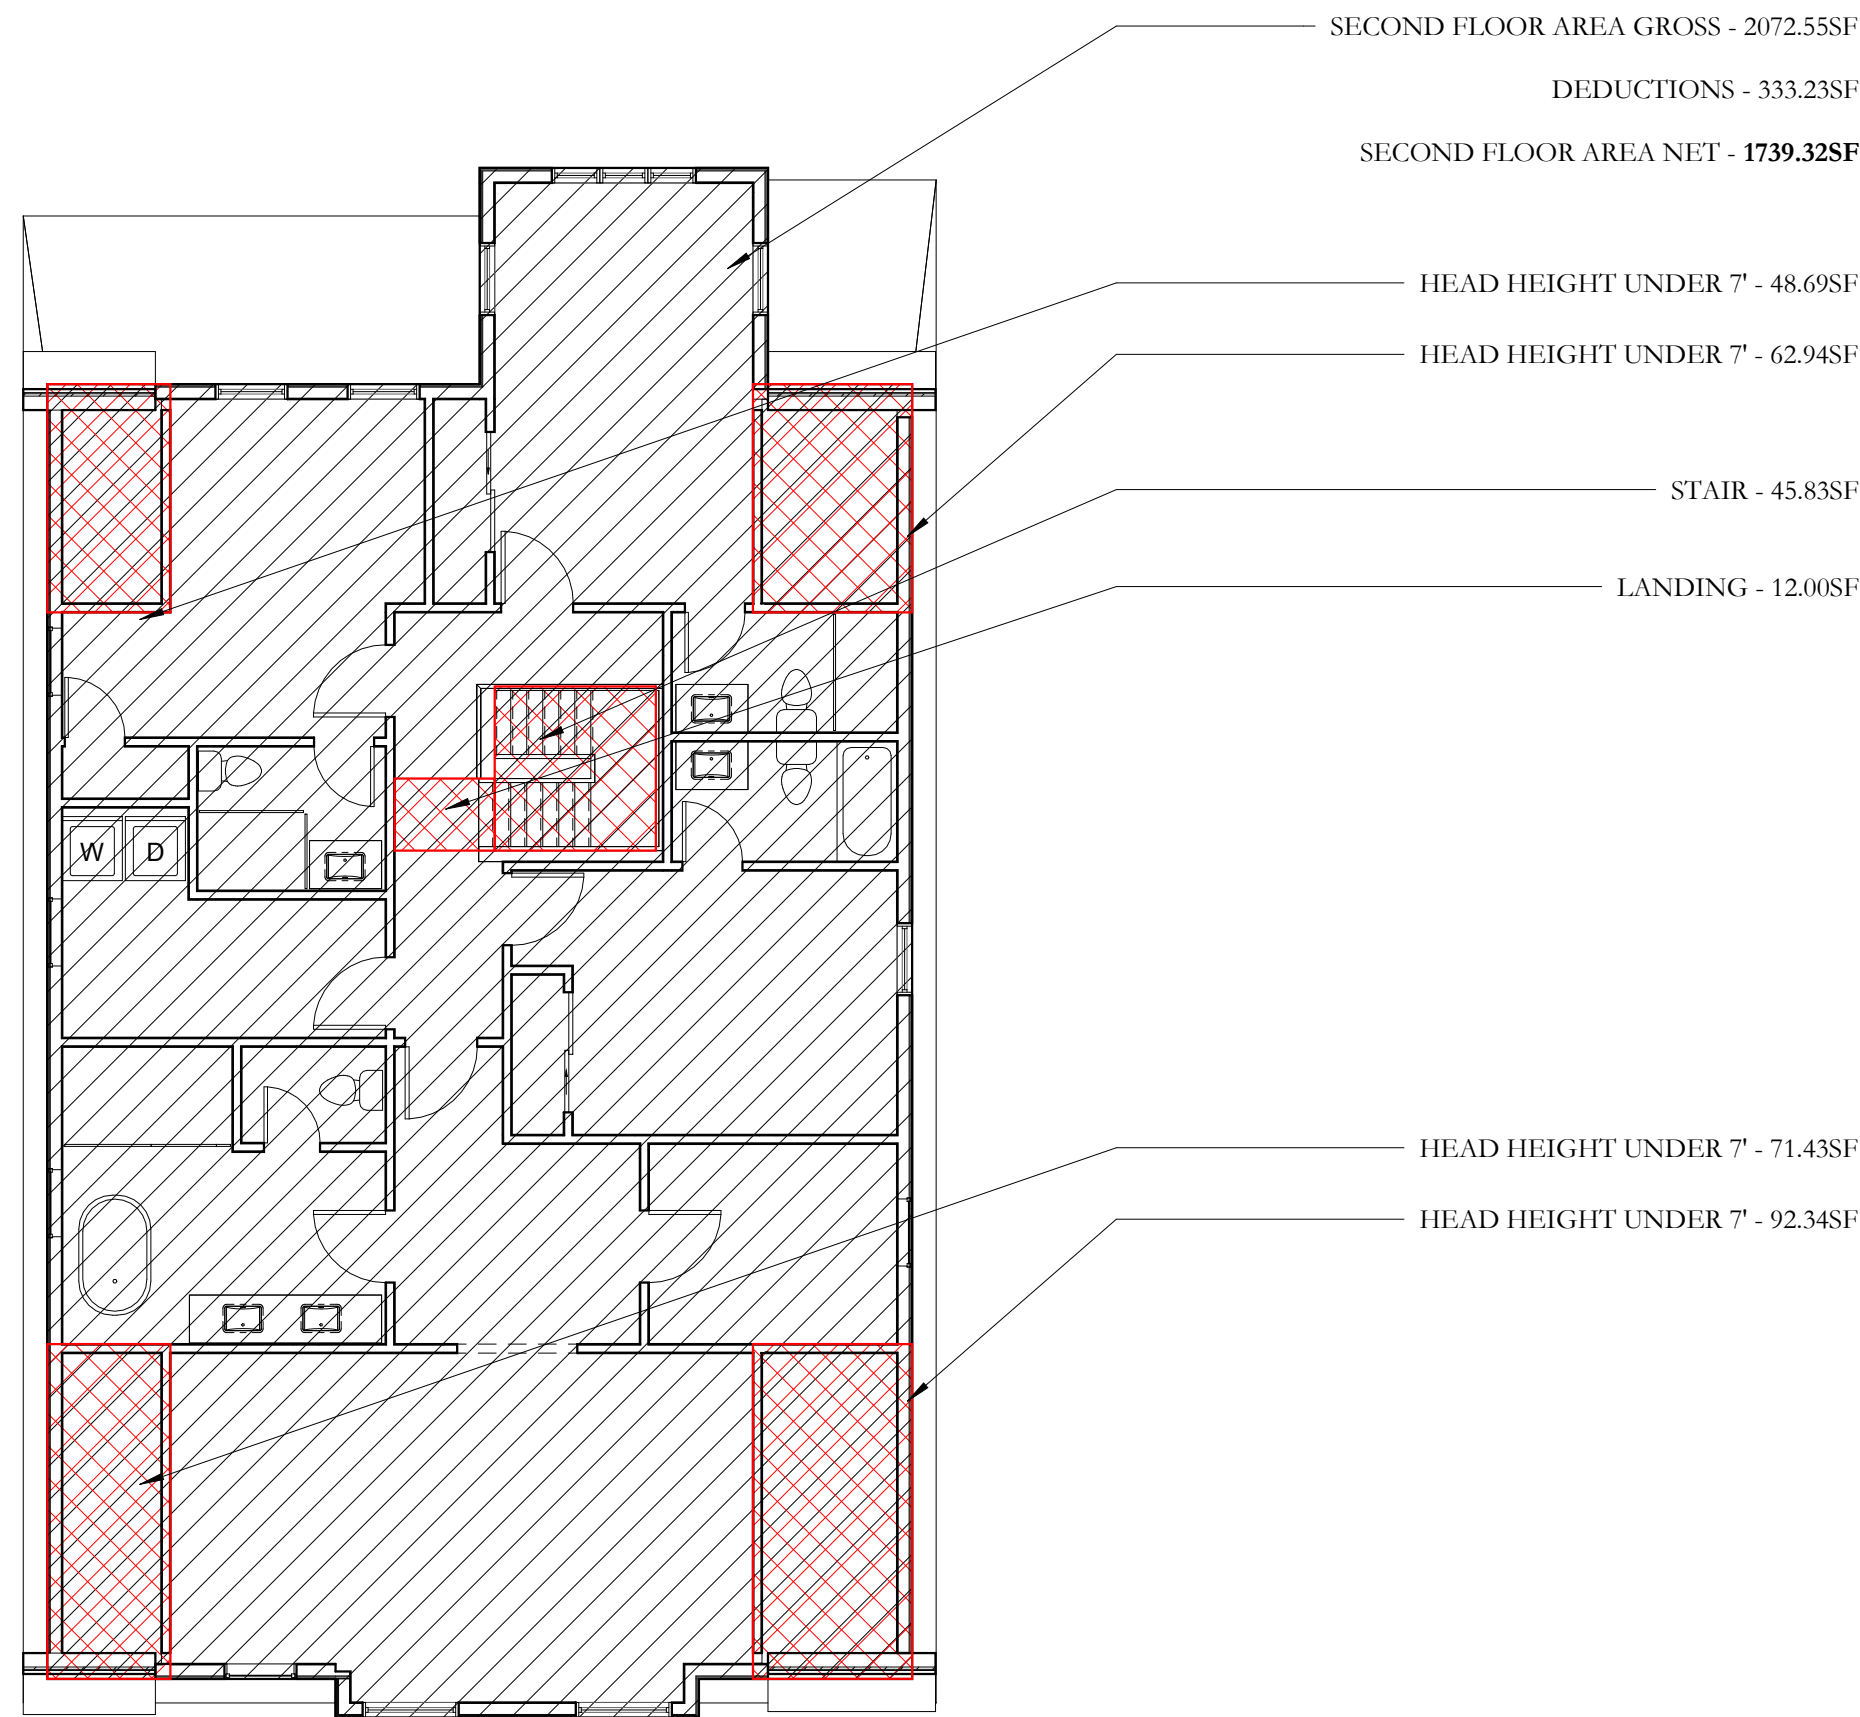 SECOND FLOOR AREA GROSS - 2072.55SF
DEDUCTIONS - 333.23SF
SECOND FLOOR AREA NET - 1739.32SF
HEAD HEIGHT UNDER 7' - 48.69SF
HEAD HEIGHT UNDER 7' - 62.94SF
STAIR - 45.83SF
LANDING - 12.00SF
W D
HEAD HEIGHT UNDER 7' - 71.43SF
HEAD HEIGHT UNDER 7' - 92.34SF